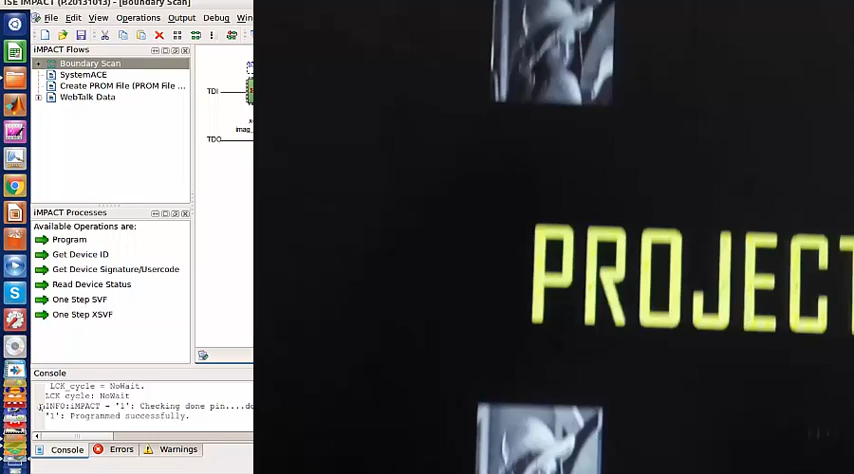 ISE iMPACT (P.20131013) - [Boundary Scan]
File Edit View Operations Output Debug
iMPACT Flows
Boundary Scan
SystemACE
Create PROM File (PROM File ...
WebTalk Data
TDI
TDO
iMPACT Processes
Available Operations are:
Program
Get Device ID
Get Device Signature/Usercode
Read Device Status
One Step SVF
One Step XSVF
PROJECT
Console
LCK_cycle = NoWait.
LCK cycle: NoWait
INFO:iMPACT - '1': Checking done pin....do
'1': Programmed successfully.
Console Errors Warnings